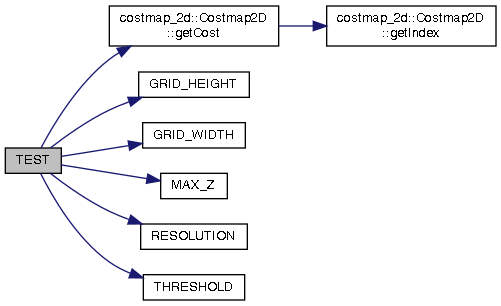 costmap_2d::Costmap2D
::getCost
costmap_2d::Costmap2D
::getIndex
GRID_HEIGHT
GRID_WIDTH
TEST
MAX_Z
RESOLUTION
THRESHOLD